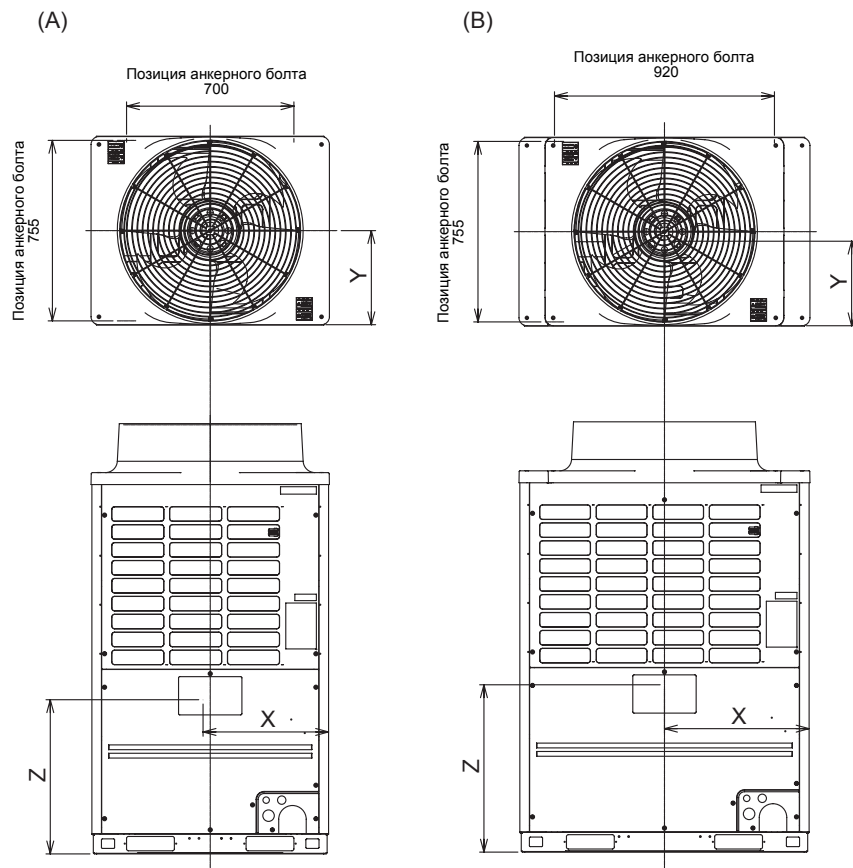 (A)
(B)
Позиция анкерного болта
700
Позиция анкерного болта
920
Позиция анкерного болта
755
Позиция анкерного болта
755
Y
Y
X
X
Z
Z